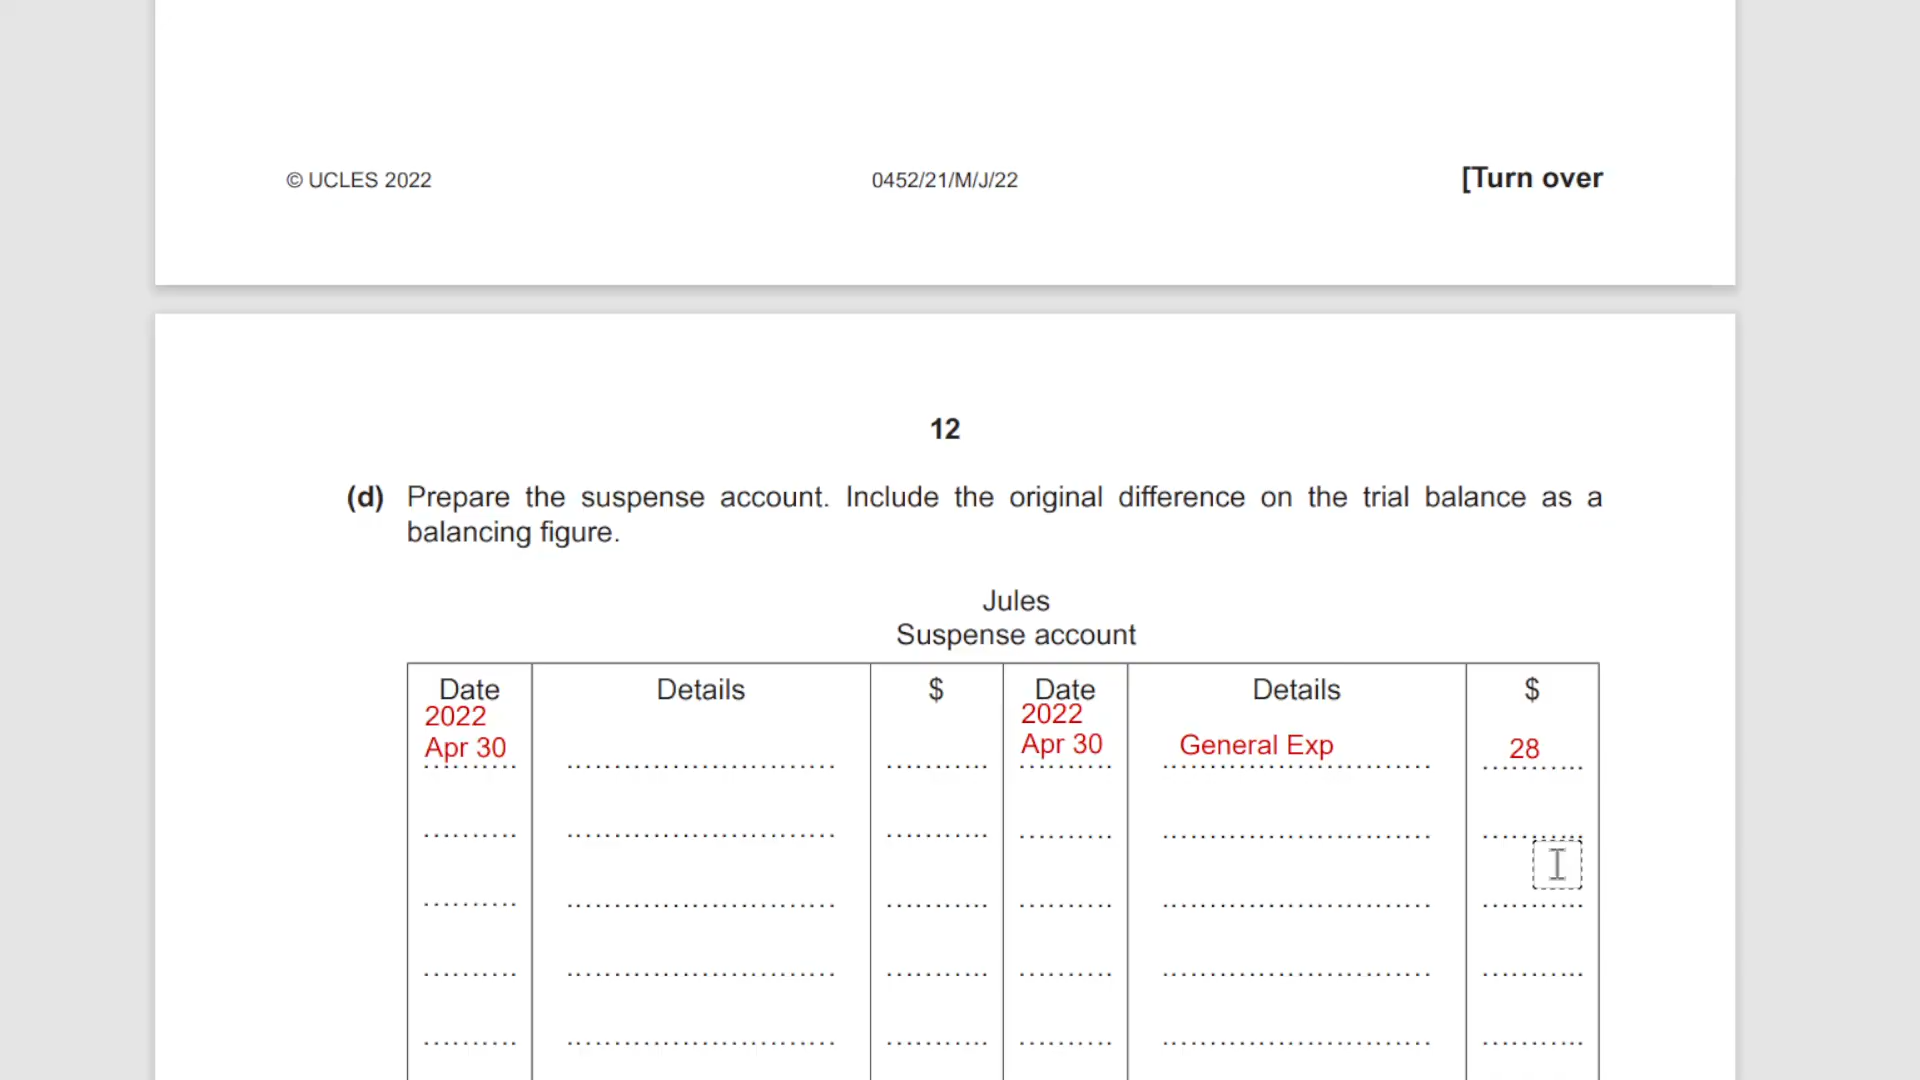 © UCLES 2022 0452/21/M/J/22 [Turn over
12
(d) Prepare the suspense account. Include the original difference on the trial balance as a
balancing figure.
Jules
Suspense account
Date Details $ Date Details $
2022 2022
Apr 30 Apr 30 General Exp 28